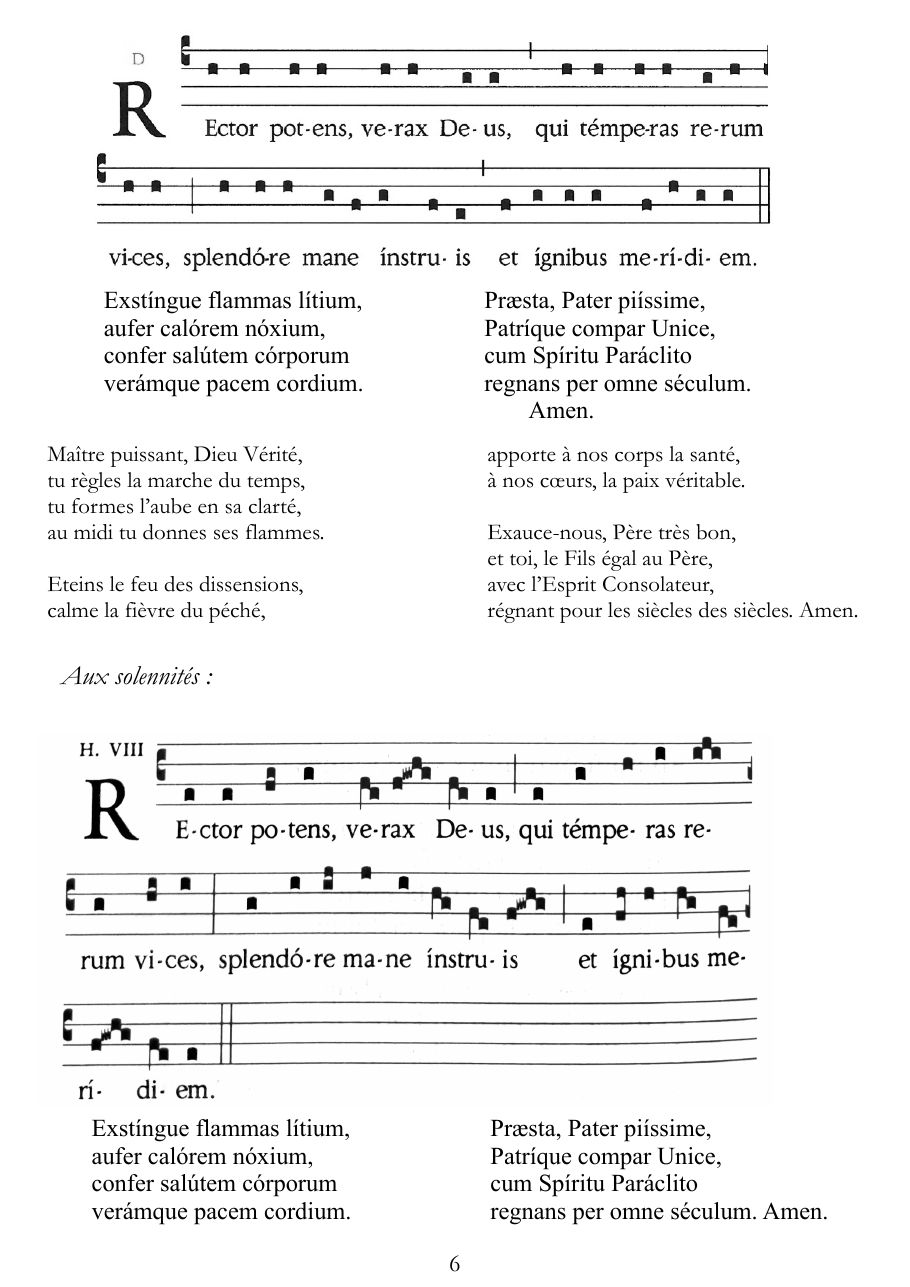 D
REctor pot-ens, ve-rax De-us, qui témpe-ras re-rum
vi-ces, splendó-re mane ínstru-is et ígnibus me-rí-di-em.
Exstíngue flammas lítium,
aufer calórem nóxium,
confer salútem córporum
verámque pacem cordium.
Præsta, Pater piíssime,
Patríque compar Unice,
cum Spíritu Paráclito
regnans per omne séculum.
Amen.
Maître puissant, Dieu Vérité,
tu règles la marche du temps,
tu formes l’aube en sa clarté,
au midi tu donnes ses flammes.
Eteins le feu des dissensions,
calme la fièvre du péché,
apporte à nos corps la santé,
à nos cœurs, la paix véritable.
Exauce-nous, Père très bon,
et toi, le Fils égal au Père,
avec l’Esprit Consolateur,
régnant pour les siècles des siècles. Amen.
Aux solennités :
H. VIII
RE-ctor po-tens, ve-rax De-us, qui témpe-ras re-
rum vi-ces, splendó-re ma-ne ínstru-is et ígni-bus me-
rí-di-em.
Exstíngue flammas lítium,
aufer calórem nóxium,
confer salútem córporum
verámque pacem cordium.
Præsta, Pater piíssime,
Patríque compar Unice,
cum Spíritu Paráclito
regnans per omne séculum. Amen.
6